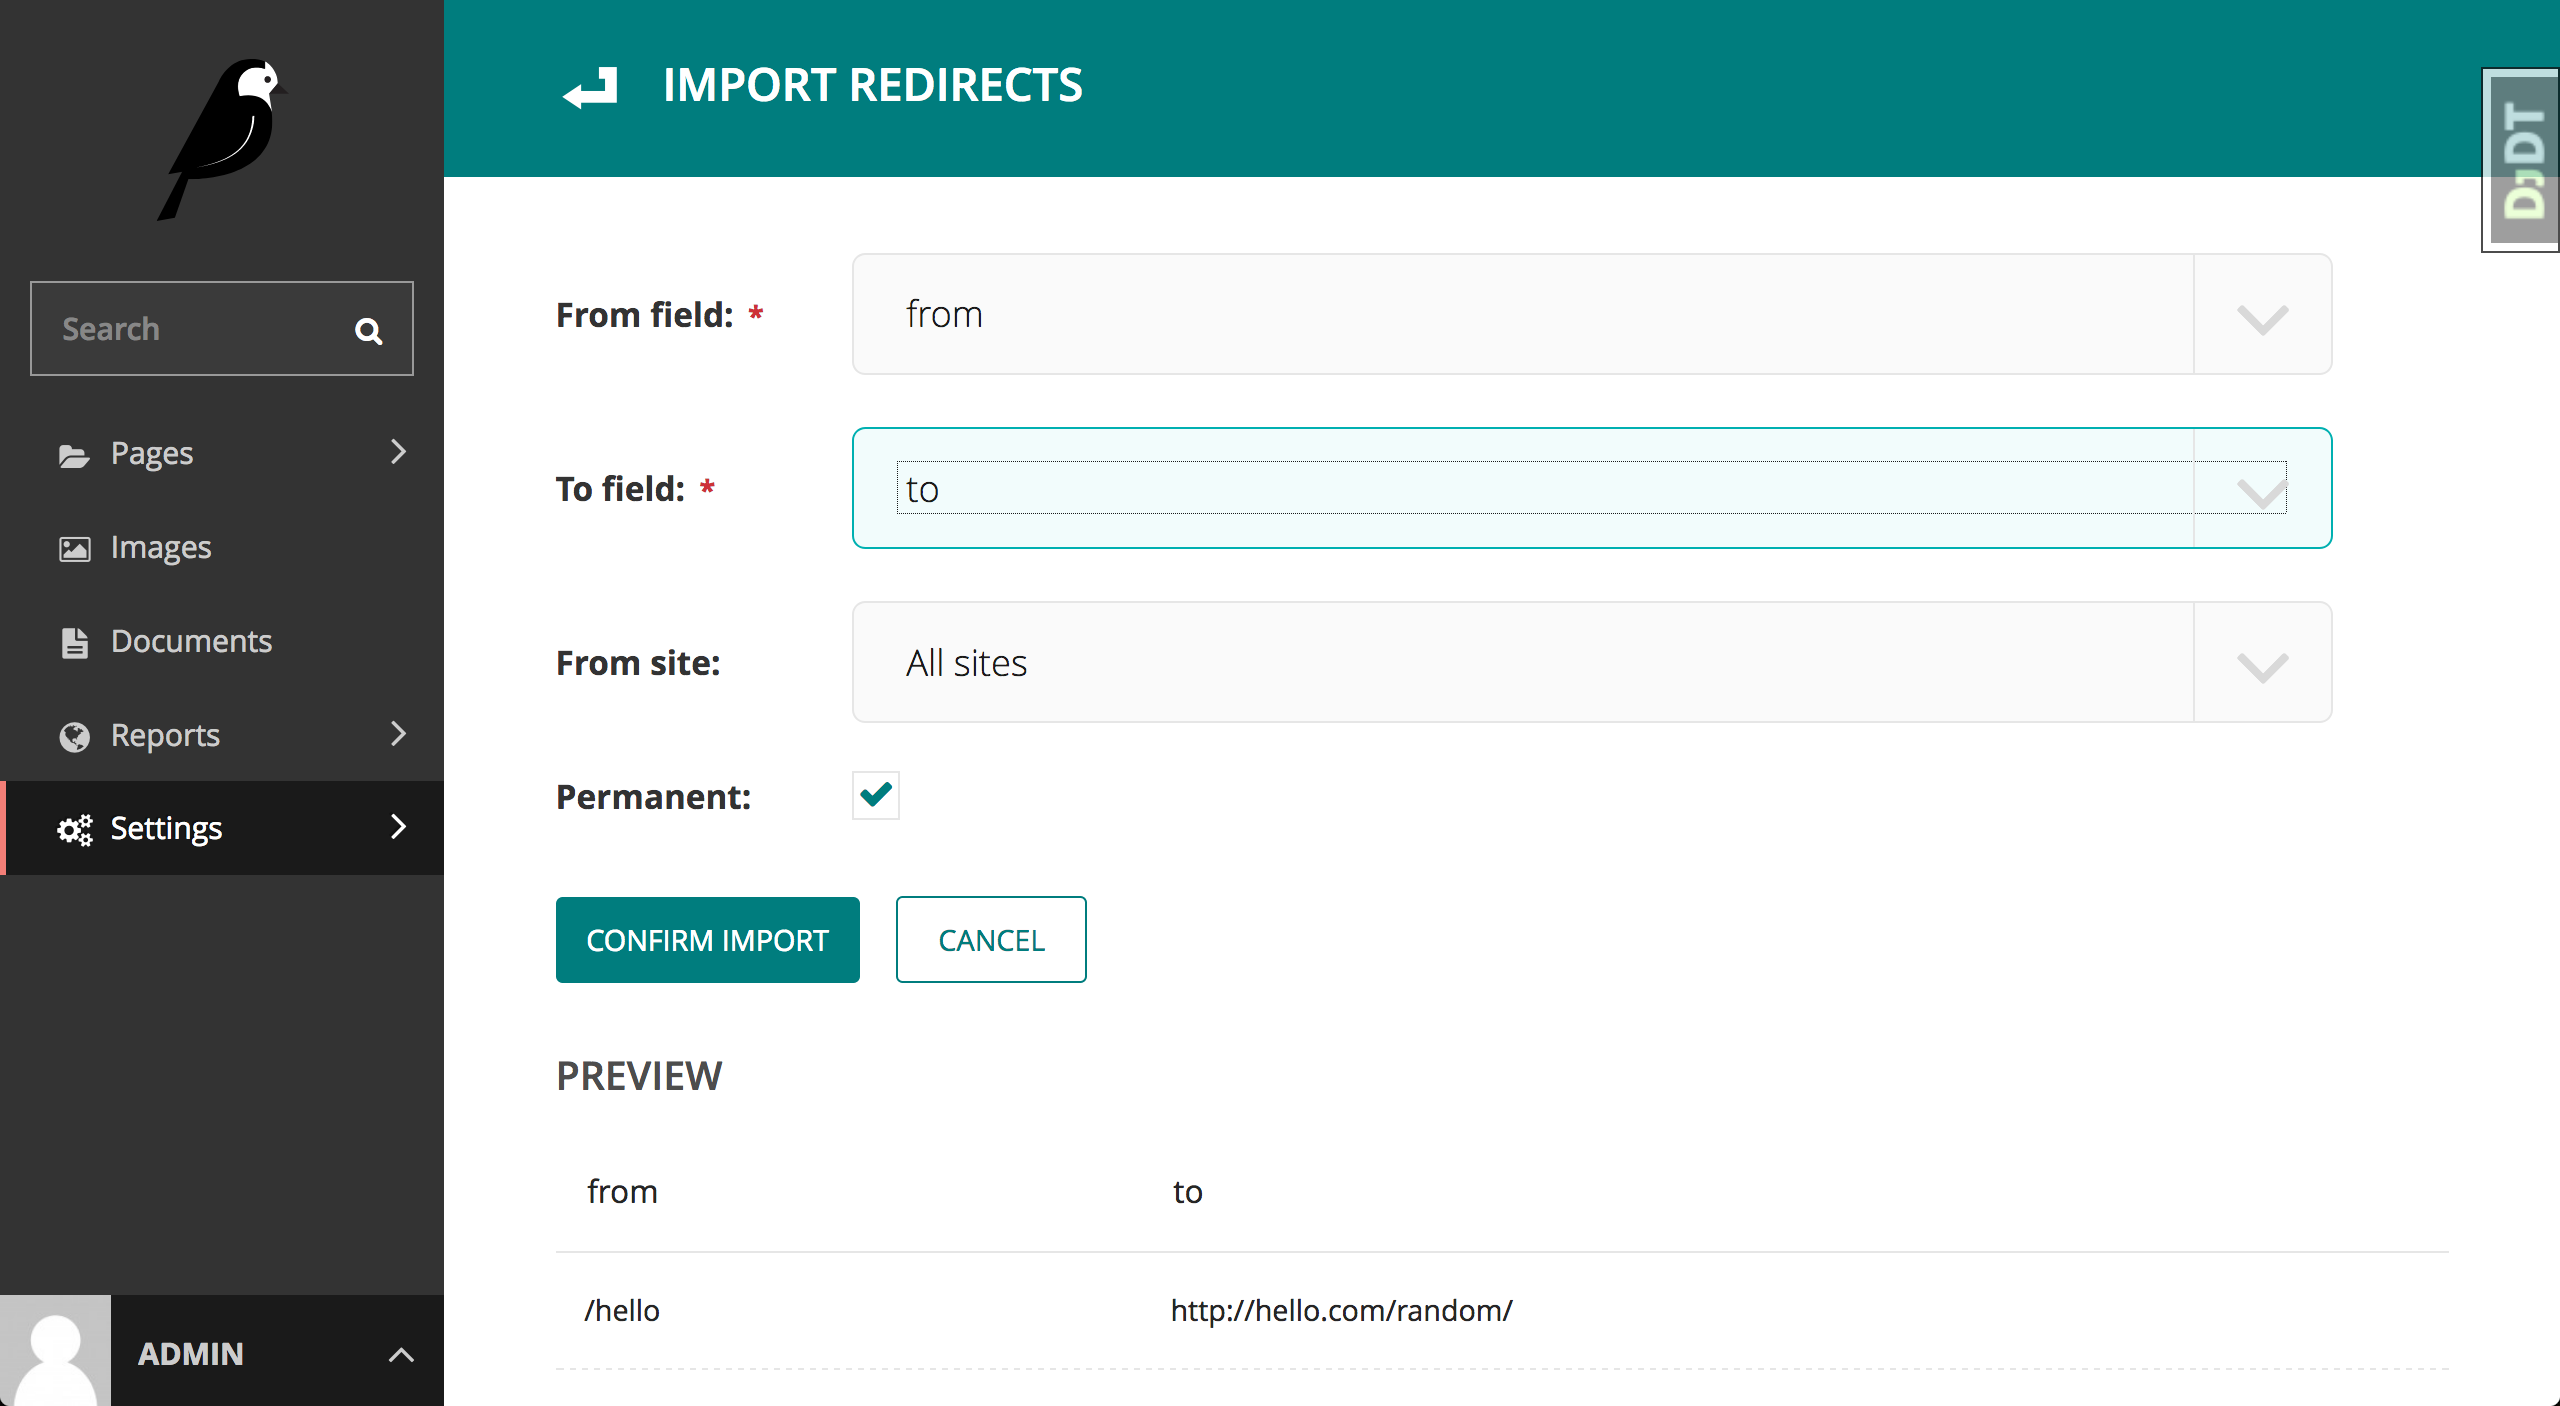 IMPORT REDIRECTS
DJDT
Search
Pages
Images
Documents
Reports
Settings
ADMIN
From field: *
from
To field: *
to
From site:
All sites
Permanent:
CONFIRM IMPORT
CANCEL
PREVIEW
from to
/hello http://hello.com/random/